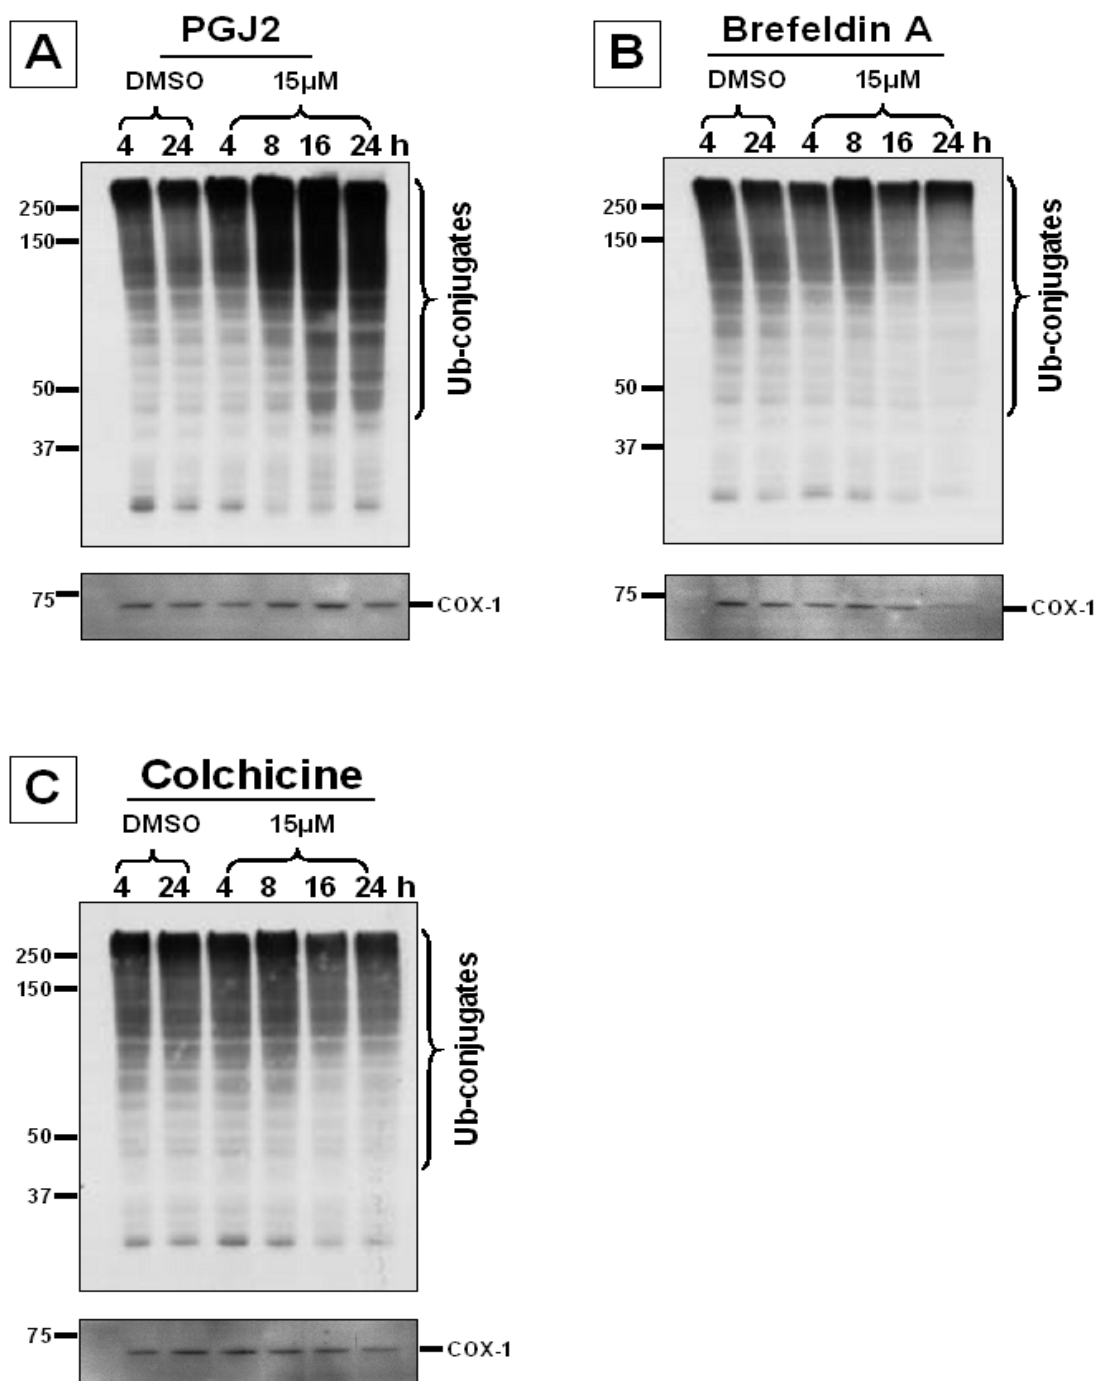 A
PGJ2
DMSO 15µM
4 24 4 8 16 24 h
250
150
50
37
Ub-conjugates
75
COX-1
B
Brefeldin A
DMSO 15µM
4 24 4 8 16 24 h
250
150
50
37
Ub-conjugates
75
COX-1
C
Colchicine
DMSO 15µM
4 24 4 8 16 24 h
250
150
50
37
Ub-conjugates
75
COX-1